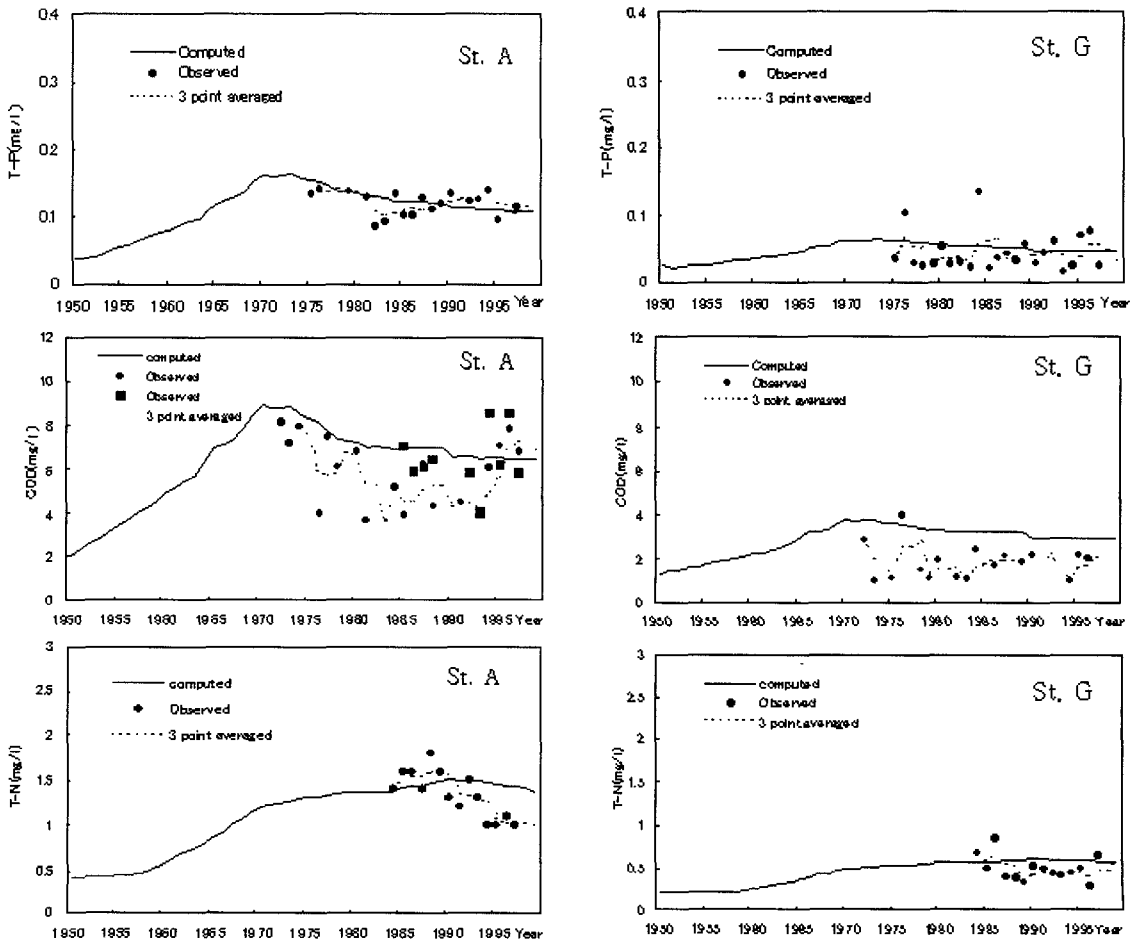 St. A
Computed
Observed
3 point averaged
T-P(mg/l)
0.4
0.3
0.2
0.1
0
1950 1955 1960 1965 1970 1975 1980 1985 1990 1995 Year
St. G
Computed
Observed
3 point averaged
T-P(mg/l)
0.4
0.3
0.2
0.1
0
1950 1955 1960 1965 1970 1975 1980 1985 1990 1995 Year
St. A
computed
Observed
Observed
3 point averaged
COD(mg/l)
12
10
8
6
4
2
0
1950 1955 1960 1965 1970 1975 1980 1985 1990 1995 Year
St. G
Computed
Observed
3 point averaged
COD(mg/l)
12
10
8
6
4
2
0
1950 1955 1960 1965 1970 1975 1980 1985 1990 1995 Year
St. A
computed
Observed
3 point averaged
T-N(mg/l)
3
2.5
2
1.5
1
0.5
0
1950 1955 1960 1965 1970 1975 1980 1985 1990 1995 Year
St. G
computed
Observed
3 point averaged
T-N(mg/l)
3
2.5
2
1.5
1
0.5
0
1950 1955 1960 1965 1970 1975 1980 1985 1990 1995 Year